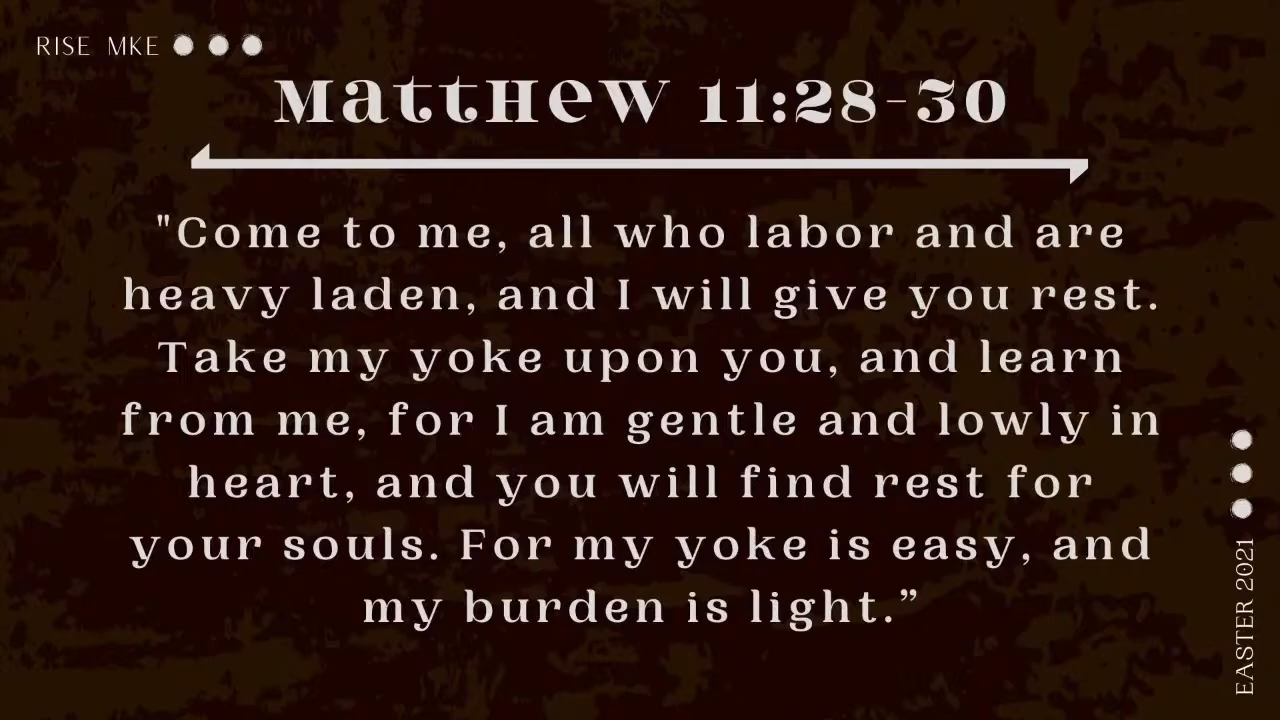 RISE MKE
MattHew 11:28-30
"Come to me, all who labor and are
heavy laden, and I will give you rest.
Take my yoke upon you, and learn
from me, for I am gentle and lowly in
heart, and you will find rest for
your souls. For my yoke is easy, and
my burden is light.”
EASTER 2021